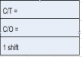 C/T =
C/O =
1 shift